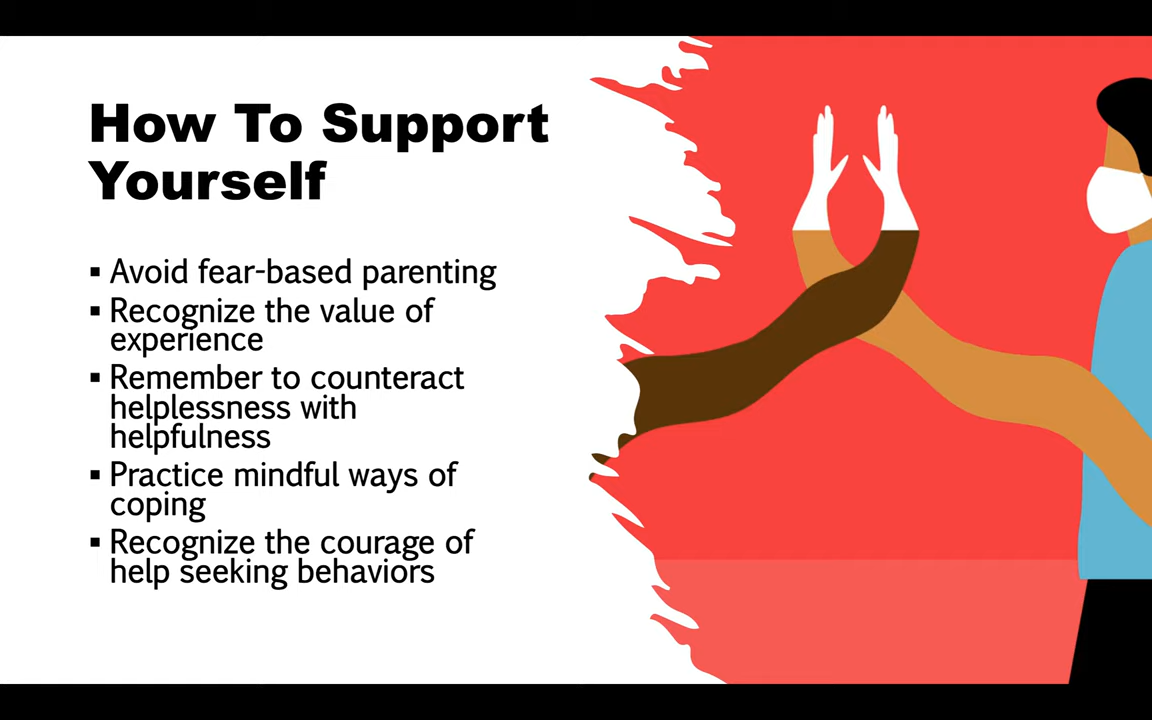 How To Support
Yourself
▪ Avoid fear-based parenting
▪ Recognize the value of
experience
▪ Remember to counteract
helplessness with
helpfulness
▪ Practice mindful ways of
coping
▪ Recognize the courage of
help seeking behaviors